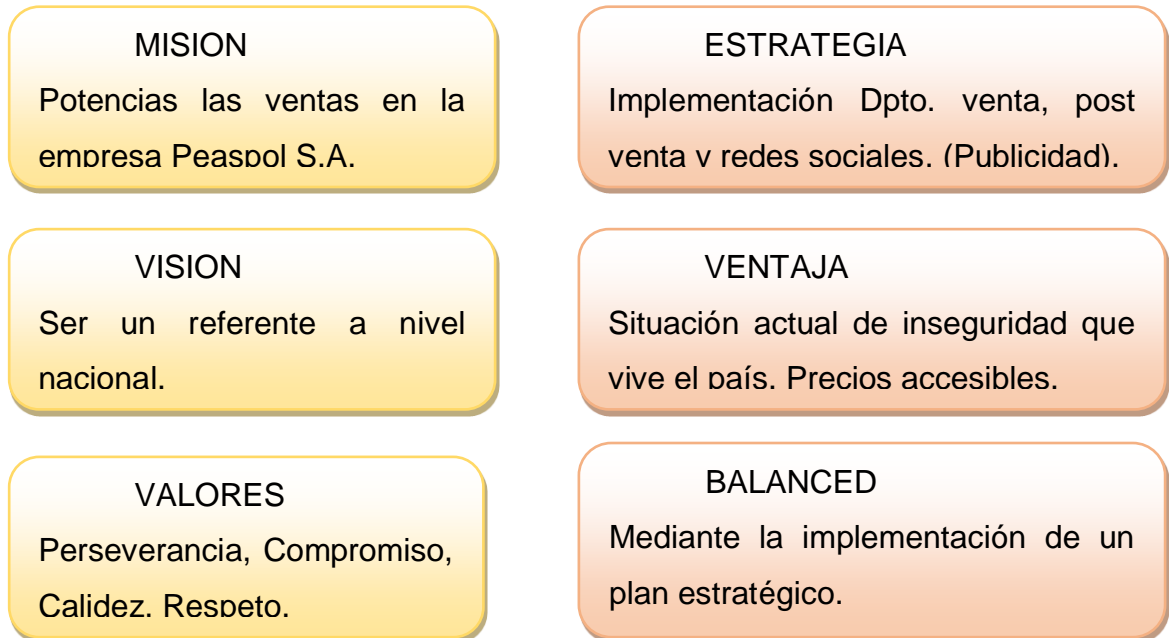 MISION
Potencias las ventas en la
empresa Peaspol S.A.
ESTRATEGIA
Implementación Dpto. venta, post
venta y redes sociales. (Publicidad).
VISION
Ser un referente a nivel
nacional.
VENTAJA
Situación actual de inseguridad que
vive el país. Precios accesibles.
VALORES
Perseverancia, Compromiso,
Calidez. Respeto.
BALANCED
Mediante la implementación de un
plan estratégico.